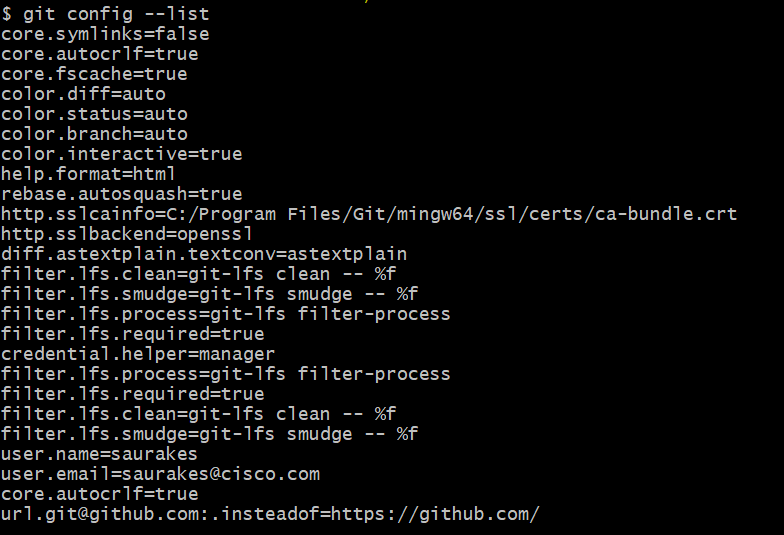 $ git config --list
core.symlinks=false
core.autocrlf=true
core.fscache=true
color.diff=auto
color.status=auto
color.branch=auto
color.interactive=true
help.format=html
rebase.autosquash=true
http.sslcainfo=C:/Program Files/Git/mingw64/ssl/certs/ca-bundle.crt
http.sslbackend=openssl
diff.astextplain.textconv=astextplain
filter.lfs.clean=git-lfs clean -- %f
filter.lfs.smudge=git-lfs smudge -- %f
filter.lfs.process=git-lfs filter-process
filter.lfs.required=true
credential.helper=manager
filter.lfs.process=git-lfs filter-process
filter.lfs.required=true
filter.lfs.clean=git-lfs clean -- %f
filter.lfs.smudge=git-lfs smudge -- %f
user.name=saurakes
user.email=saurakes@cisco.com
core.autocrlf=true
url.git@github.com:.insteadof=https://github.com/